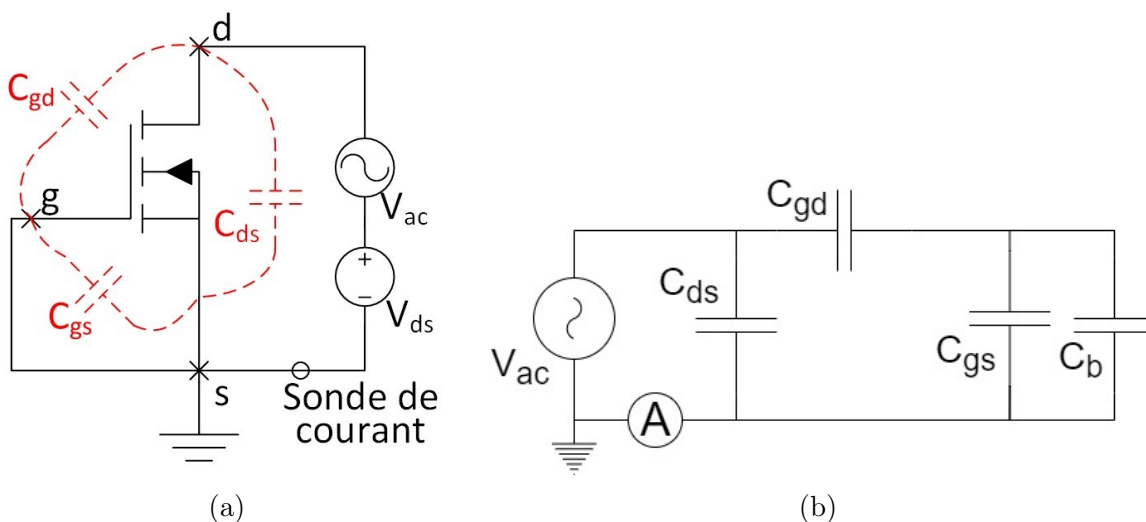 d
Cgd
g
Cds
Vac
Cgs
Vds
s
Sonde de
courant
(a)
Cgd
Cds
Vac
A
Cgs
Cb
(b)